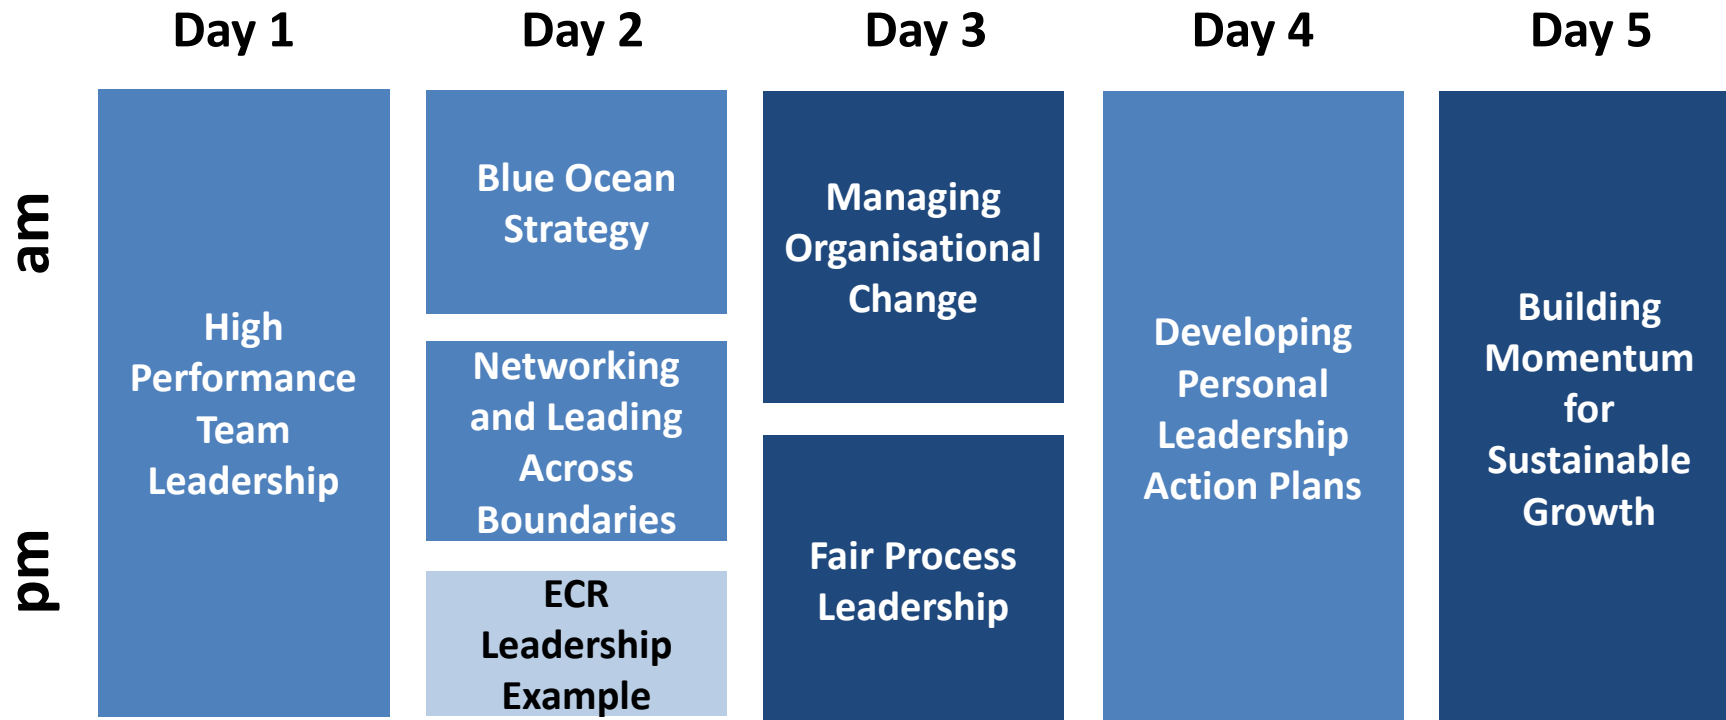 Day 1
Day 2
Day 3
Day 4
Day 5
am
pm
High
Performance
Team
Leadership
Blue Ocean
Strategy
Networking
and Leading
Across
Boundaries
ECR
Leadership
Example
Managing
Organisational
Change
Fair Process
Leadership
Developing
Personal
Leadership
Action Plans
Building
Momentum
for
Sustainable
Growth